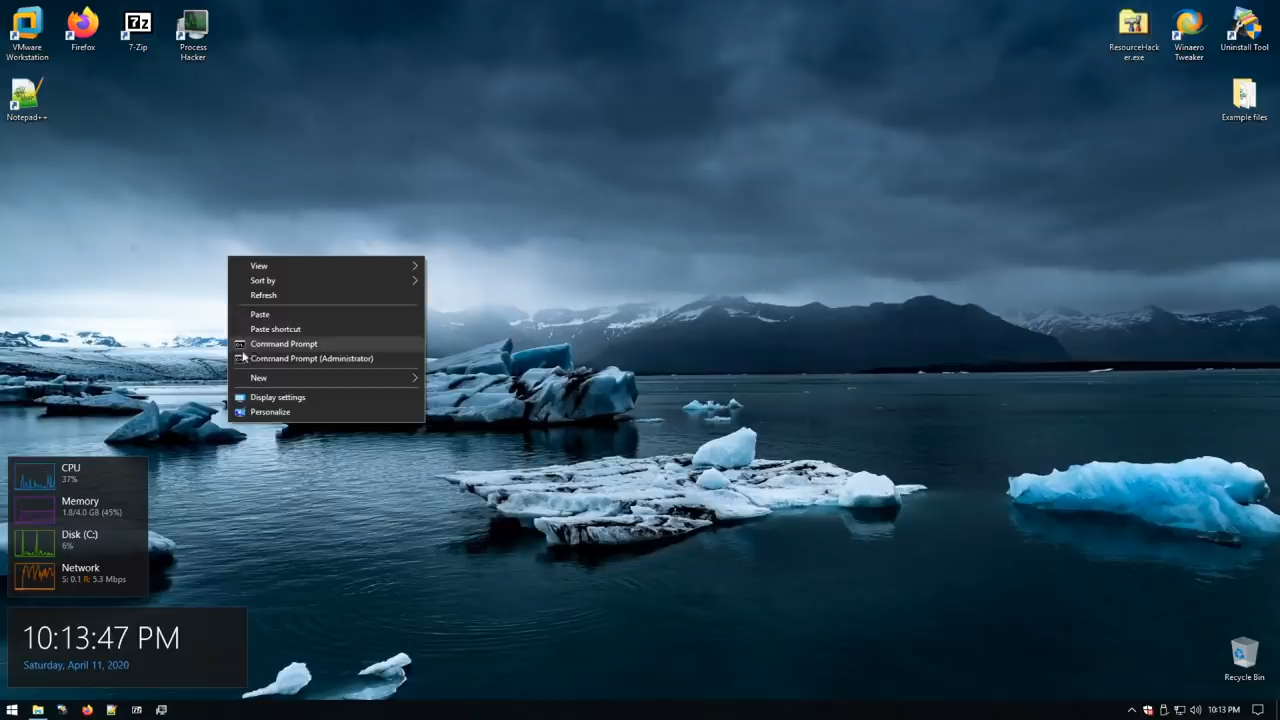 VMware
Workstation
Firefox
7-Zip
Process
Hacker
ResourceHack
er.exe
Winaero
Tweaker
Uninstall Tool
Notepad++
Example files
View
Sort by
Refresh
Paste
Paste shortcut
Command Prompt
Command Prompt (Administrator)
New
Display settings
Personalize
CPU
37%
Memory
1.8/4.0 GB (45%)
Disk (C:)
6%
Network
S: 0.1 R: 5.3 Mbps
10:13:47 PM
Saturday, April 11, 2020
Recycle Bin
10:13 PM